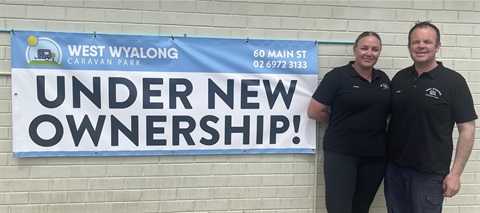 WEST WYALONG
CARAVAN PARK
60 MAIN ST
02 6972 3133
UNDER NEW
OWNERSHIP!